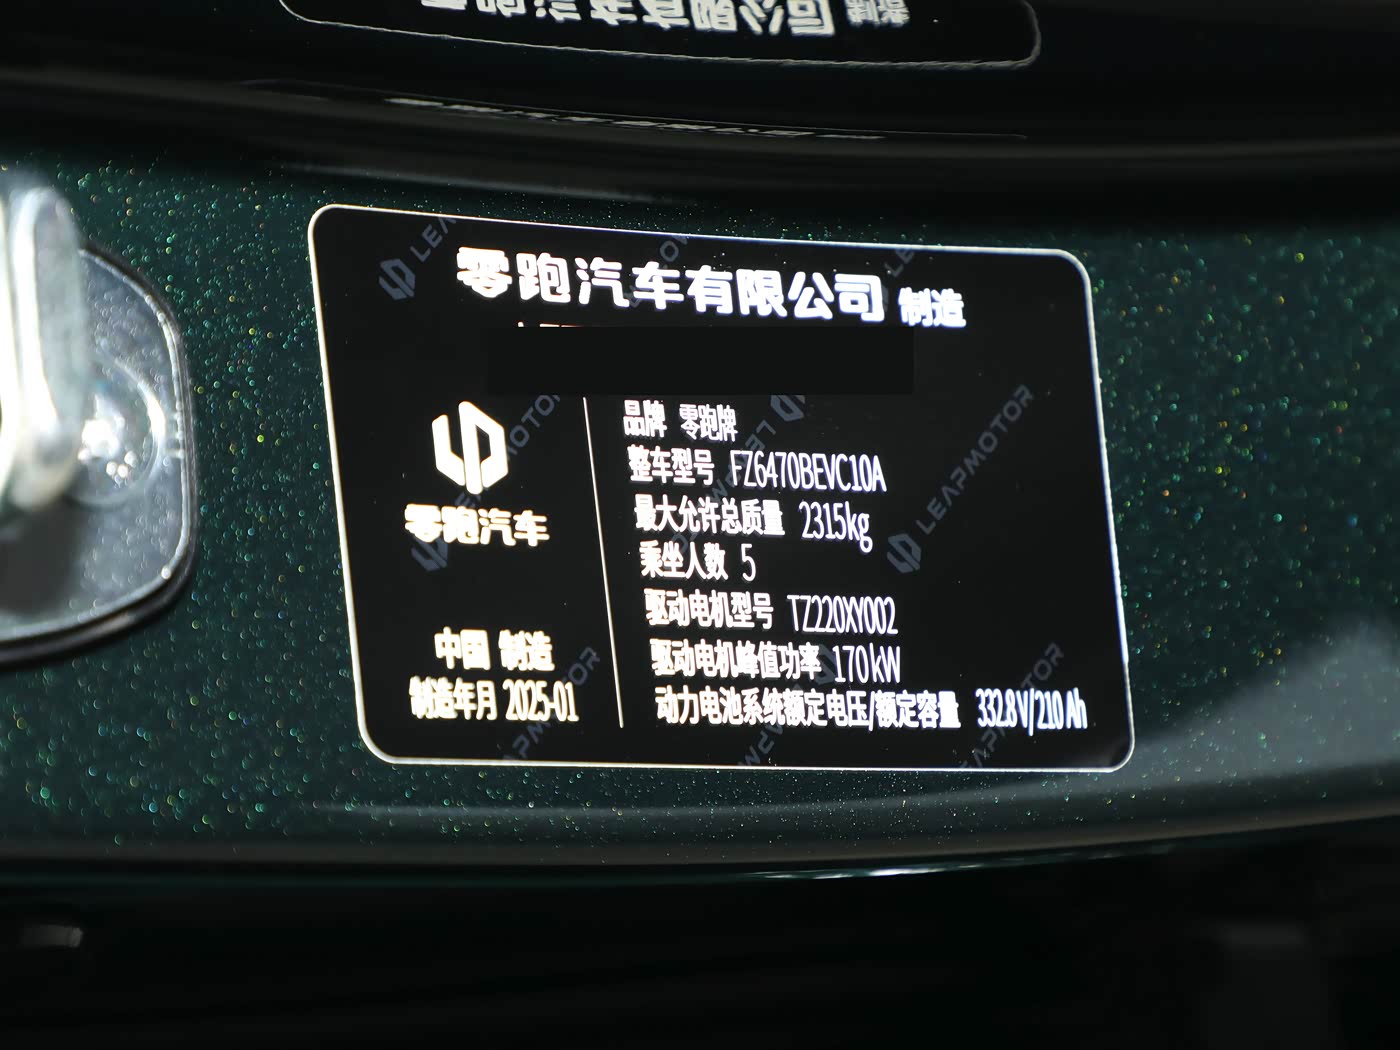 零跑汽车有限公司 制造
品牌 零跑牌
整车型号 FZ6470BEVC10A
最大允许总质量 2315kg
乘坐人数 5
驱动电机型号 TZ220XY002
驱动电机峰值功率 170kW
动力电池系统额定电压/额定容量 332.8V/210Ah
零跑汽车
中国 制造
制造年月 2025-01
LEAPMOTOR
LEAPMOTOR
LEAPMOTOR
LEAPMOTOR